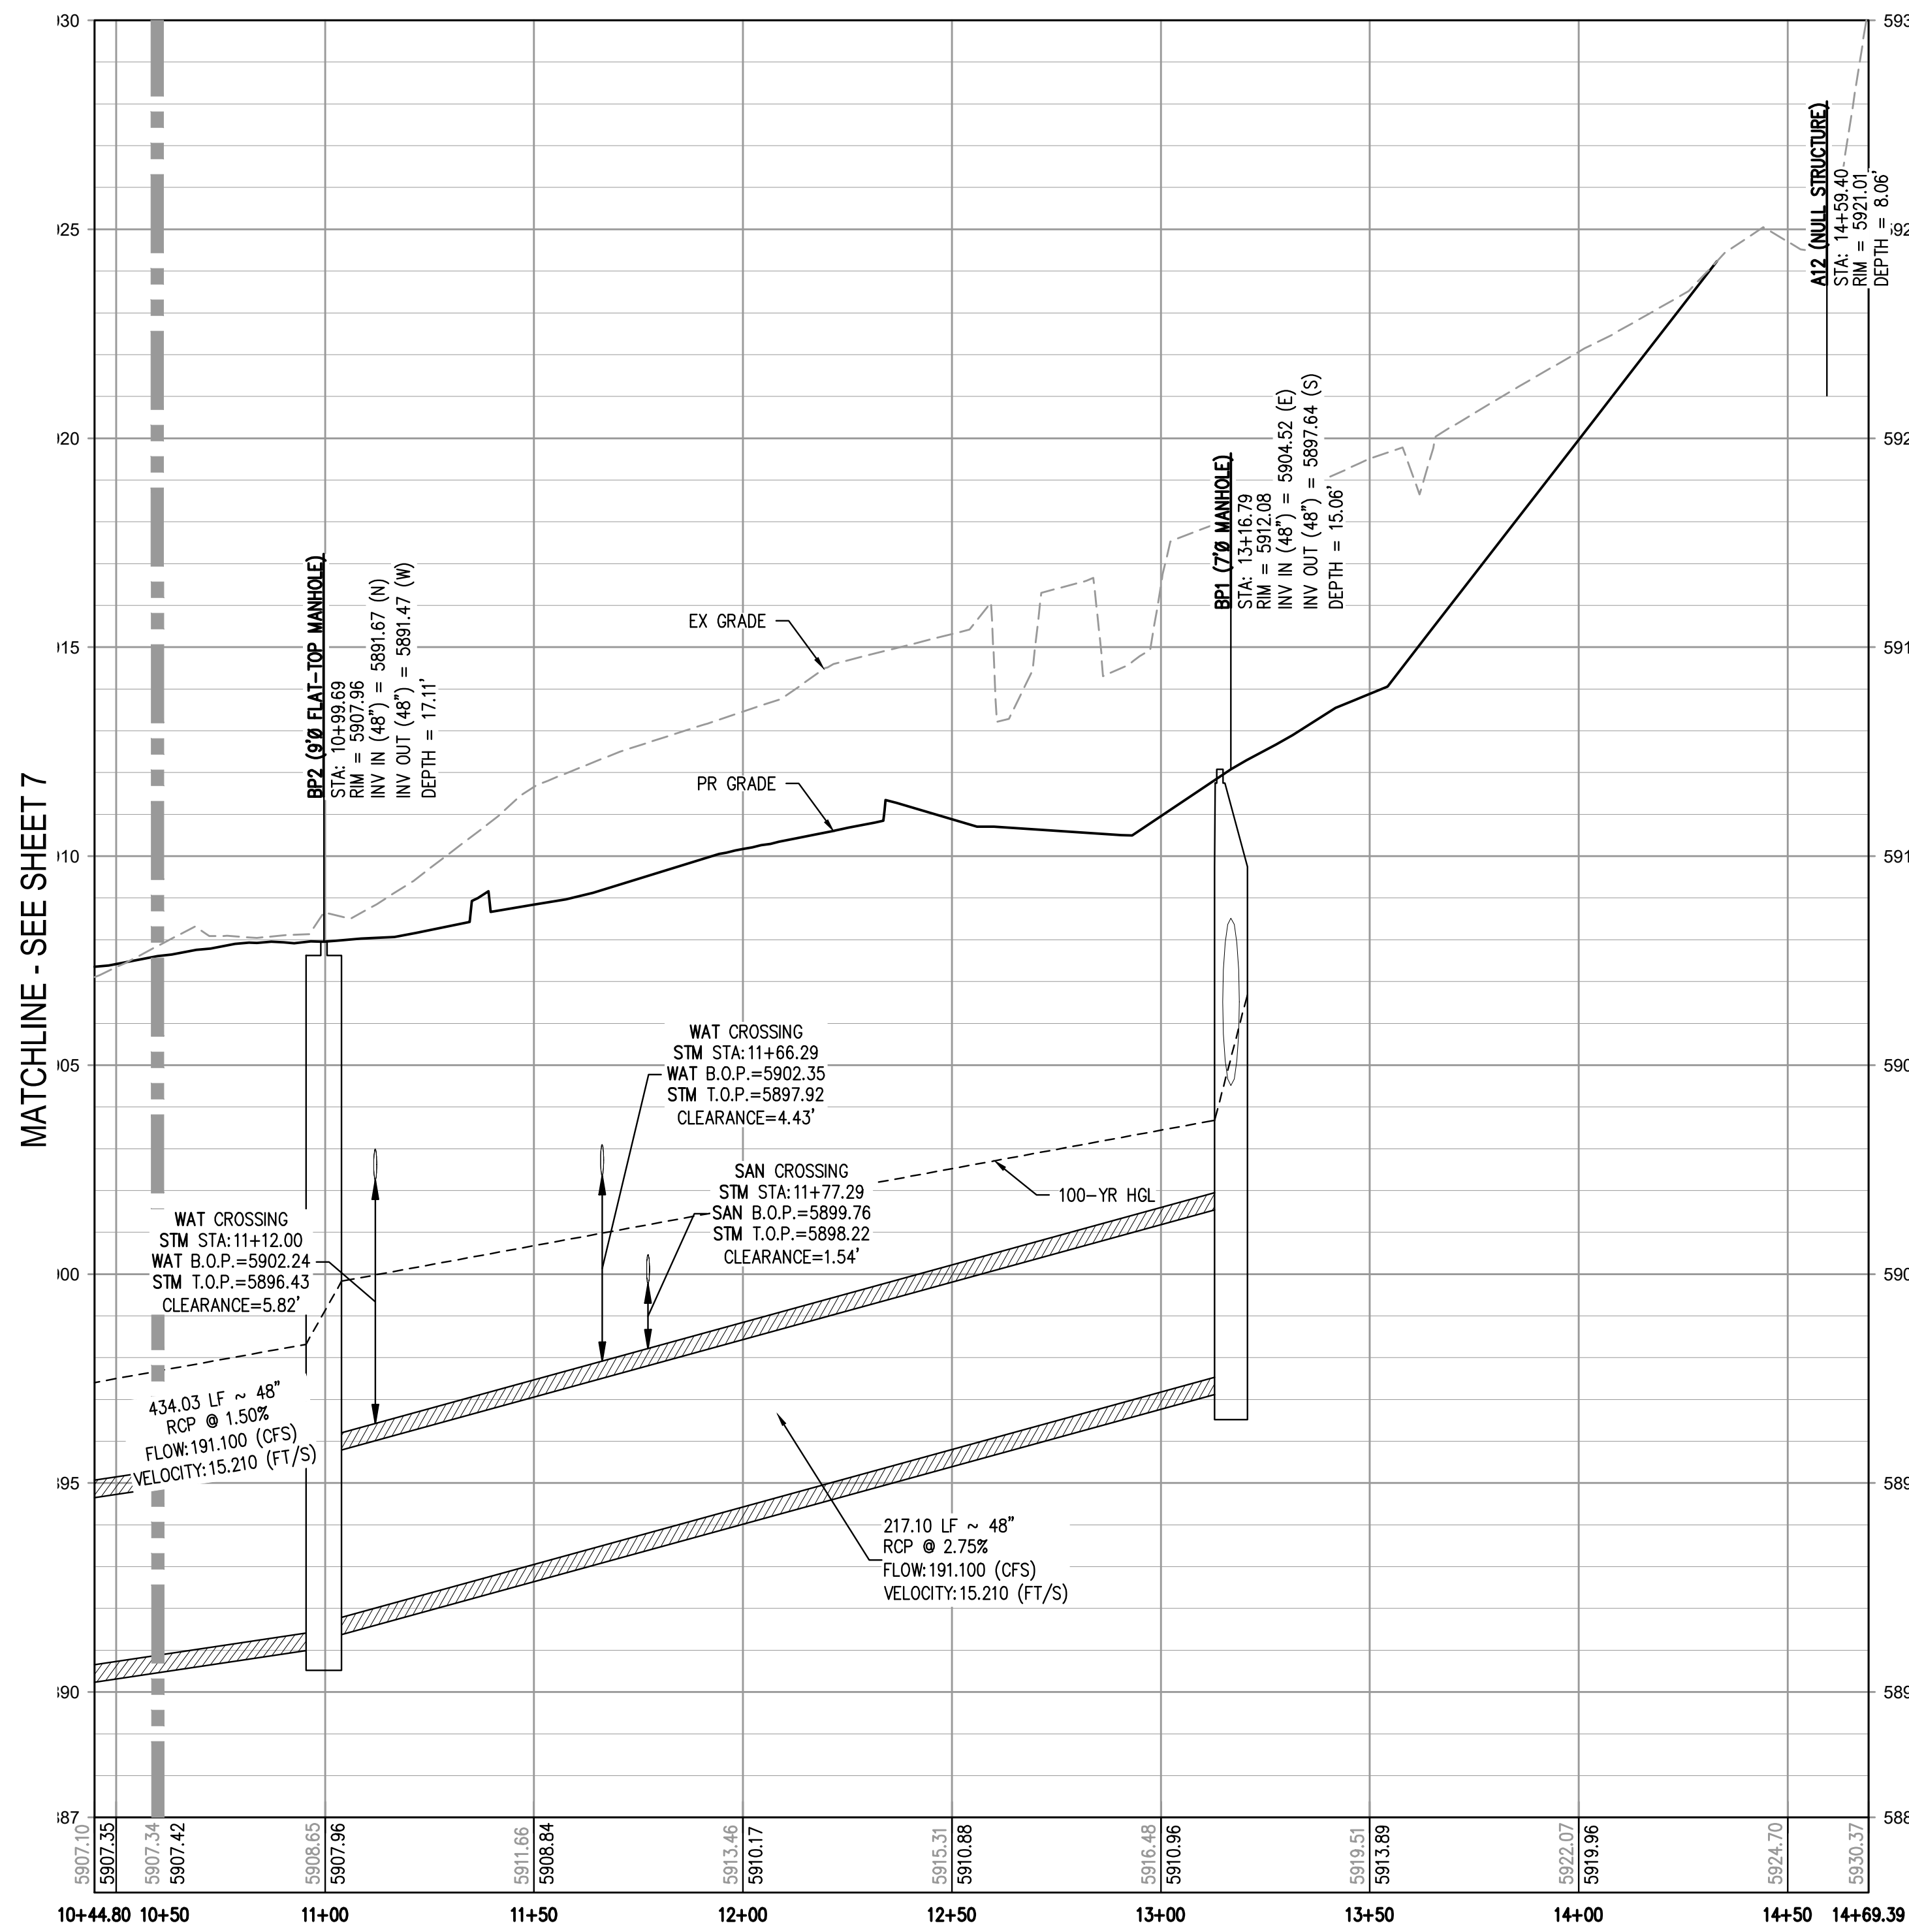 MATCHLINE - SEE SHEET 7
BP2 (9'Ø FLAT-TOP MANHOLE)
STA: 10+99.69
RIM = 5907.96
INV IN (48") = 5891.67 (N)
INV OUT (48") = 5891.47 (W)
DEPTH = 17.11'
EX GRADE
PR GRADE
BP1 (7'Ø MANHOLE)
STA: 13+16.79
RIM = 5912.08
INV IN (48") = 5904.52 (E)
INV OUT (48") = 5897.64 (S)
DEPTH = 15.06'
A12 (NULL STRUCTURE)
STA: 14+59.40
RIM = 5921.01
DEPTH = 8.06'
WAT CROSSING
STM STA:11+66.29
WAT B.O.P.=5902.35
STM T.O.P.=5897.92
CLEARANCE=4.43'
SAN CROSSING
STM STA:11+77.29
SAN B.O.P.=5899.76
STM T.O.P.=5898.22
CLEARANCE=1.54'
100-YR HGL
WAT CROSSING
STM STA:11+12.00
WAT B.O.P.=5902.24
STM T.O.P.=5896.43
CLEARANCE=5.82'
434.03 LF ~ 48"
RCP @ 1.50%
FLOW:191.100 (CFS)
VELOCITY:15.210 (FT/S)
217.10 LF ~ 48"
RCP @ 2.75%
FLOW:191.100 (CFS)
VELOCITY:15.210 (FT/S)
5907.10
5907.35
5907.34
5907.42
5908.65
5907.96
5911.66
5908.84
5913.46
5910.17
5915.31
5910.88
5916.48
5910.96
5919.51
5913.89
5922.07
5919.96
5924.70
5930.37
10+44.80 10+50 11+00 11+50 12+00 12+50 13+00 13+50 14+00 14+50 14+69.39